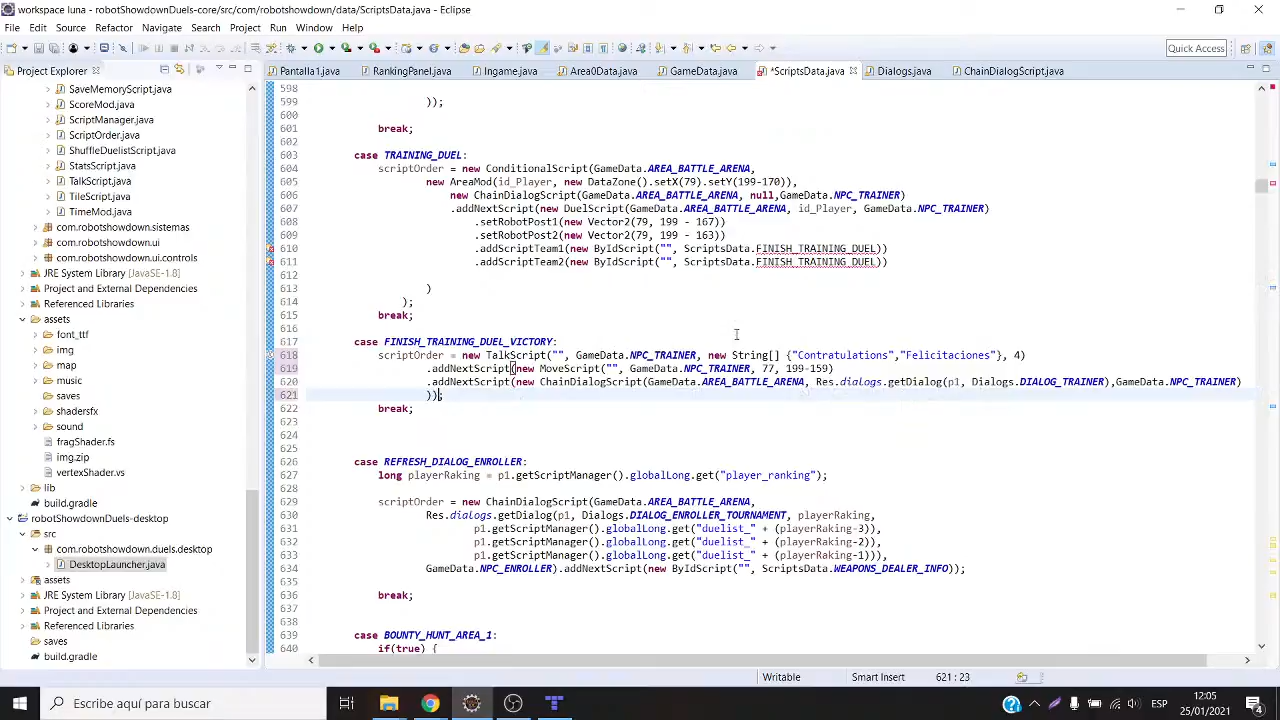 workspace luna - robotShowdownDuels-core/src/com/robotshowdown/data/ScriptsData.java - Eclipse
File Edit Source Refactor Navigate Search Project Run Window Help
Quick Access
Project Explorer
Pantalla1.java RankingPanel.java Ingame.java Area0Data.java GameData.java *ScriptsData.java Dialogs.java ChainDialogScript.java
SaveMemoryScript.java
ScoreMod.java
ScriptManager.java
ScriptOrder.java
ShuffleDuelistScript.java
StatsScript.java
TalkScript.java
TileScript.java
TimeMod.java
com.robotshowdown.sistemas
com.robotshowdown.ui
com.robotshowdown.ui.controls
JRE System Library [JavaSE-1.8]
Project and External Dependencies
Referenced Libraries
assets
font_ttf
img
map
music
saves
shadersfx
sound
fragShader.fs
img.zip
vertexShader.vs
lib
build.gradle
robotShowdownDuels-desktop
src
com.robotshowdown.duels.desktop
DesktopLauncher.java
assets
JRE System Library [JavaSE-1.8]
Project and External Dependencies
Referenced Libraries
saves
build.gradle
598
599 ));
600
601 break;
602
603 case TRAINING_DUEL:
604 scriptOrder = new ConditionalScript(GameData.AREA_BATTLE_ARENA,
605 new AreaMod(id_Player, new DataZone().setX(79).setY(199-170)),
606 new ChainDialogScript(GameData.AREA_BATTLE_ARENA, null,GameData.NPC_TRAINER)
607 .addNextScript(new DuelScript(GameData.AREA_BATTLE_ARENA, id_Player, GameData.NPC_TRAINER)
608 .setRobotPost1(new Vector2(79, 199 - 167))
609 .setRobotPost2(new Vector2(79, 199 - 163))
610 .addScriptTeam1(new ByIdScript("", ScriptsData.FINISH_TRAINING_DUEL))
611 .addScriptTeam2(new ByIdScript("", ScriptsData.FINISH_TRAINING_DUEL))
612
613 )
614 );
615 break;
616
617 case FINISH_TRAINING_DUEL_VICTORY:
618 scriptOrder = new TalkScript("", GameData.NPC_TRAINER, new String[] {"Contratulations","Felicitaciones"}, 4)
619 .addNextScript(new MoveScript("", GameData.NPC_TRAINER, 77, 199-159)
620 .addNextScript(new ChainDialogScript(GameData.AREA_BATTLE_ARENA, Res.dialogs.getDialog(p1, Dialogs.DIALOG_TRAINER),GameData.NPC_TRAINER)
621 ));
622 break;
623
624
625
626 case REFRESH_DIALOG_ENROLLER:
627 long playerRaking = p1.getScriptManager().globalLong.get("player_ranking");
628
629 scriptOrder = new ChainDialogScript(GameData.AREA_BATTLE_ARENA,
630 Res.dialogs.getDialog(p1, Dialogs.DIALOG_ENROLLER_TOURNAMENT, playerRaking,
631 p1.getScriptManager().globalLong.get("duelist_" + (playerRaking-3)),
632 p1.getScriptManager().globalLong.get("duelist_" + (playerRaking-2)),
633 p1.getScriptManager().globalLong.get("duelist_" + (playerRaking-1))),
634 GameData.NPC_ENROLLER).addNextScript(new ByIdScript("", ScriptsData.WEAPONS_DEALER_INFO));
635
636 break;
637
638
639 case BOUNTY_HUNT_AREA_1:
640 if(true) {
Writable Smart Insert 621 : 23
Escribe aquí para buscar
ESP
12:05
25/01/2021
4